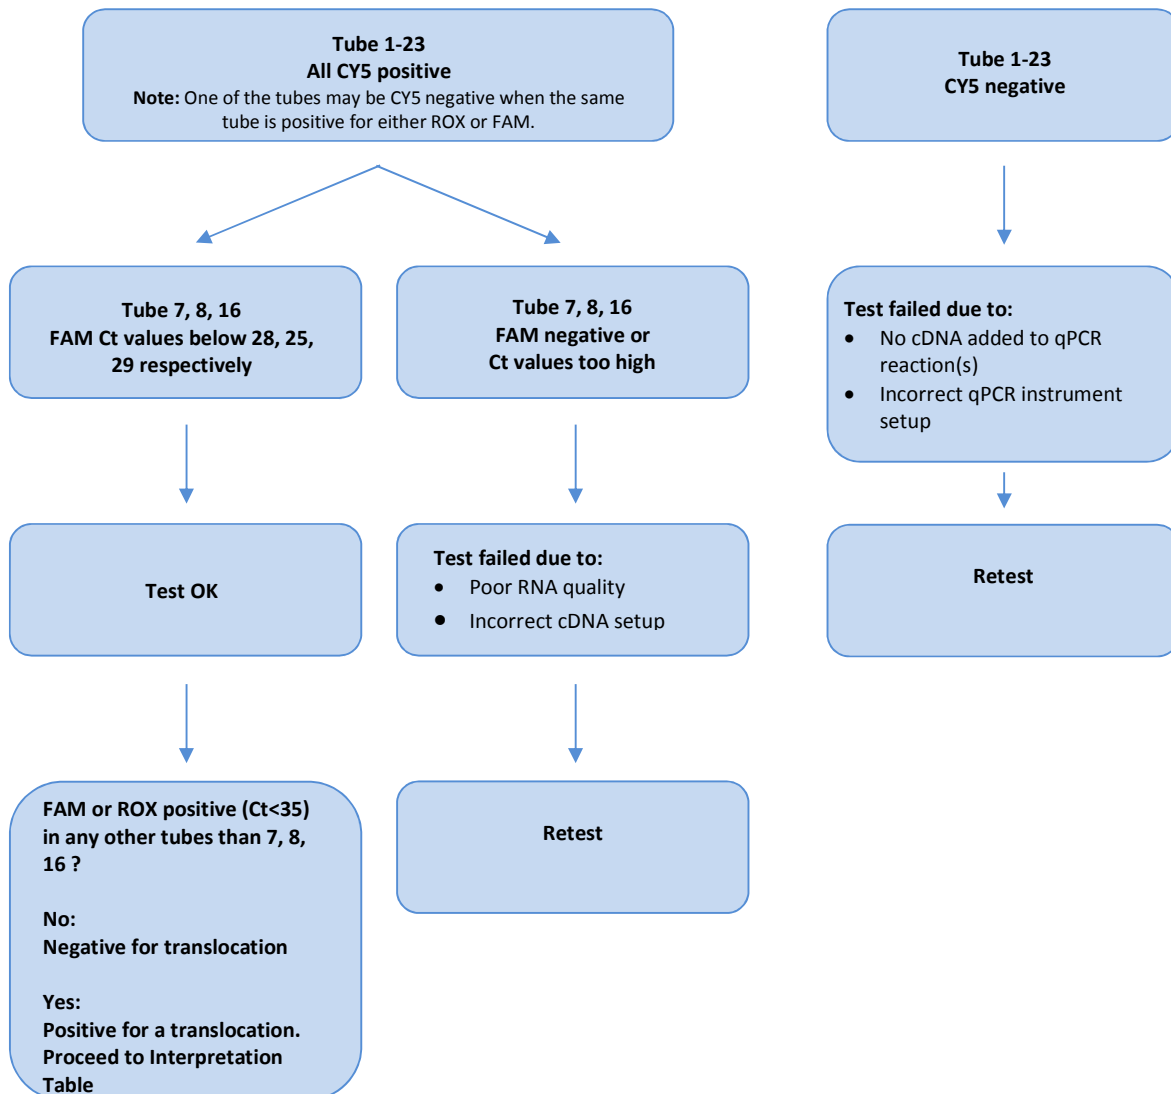 Tube 1-23
All CY5 positive
Note: One of the tubes may be CY5 negative when the same
tube is positive for either ROX or FAM.
Tube 1-23
CY5 negative
Tube 7, 8, 16
FAM Ct values below 28, 25,
29 respectively
Tube 7, 8, 16
FAM negative or
Ct values too high
Test failed due to:
• No cDNA added to qPCR
reaction(s)
• Incorrect qPCR instrument
setup
Test OK
Test failed due to:
• Poor RNA quality
• Incorrect cDNA setup
Retest
FAM or ROX positive (Ct<35)
in any other tubes than 7, 8,
16 ?
No:
Negative for translocation
Yes:
Positive for a translocation.
Proceed to Interpretation
Table
Retest